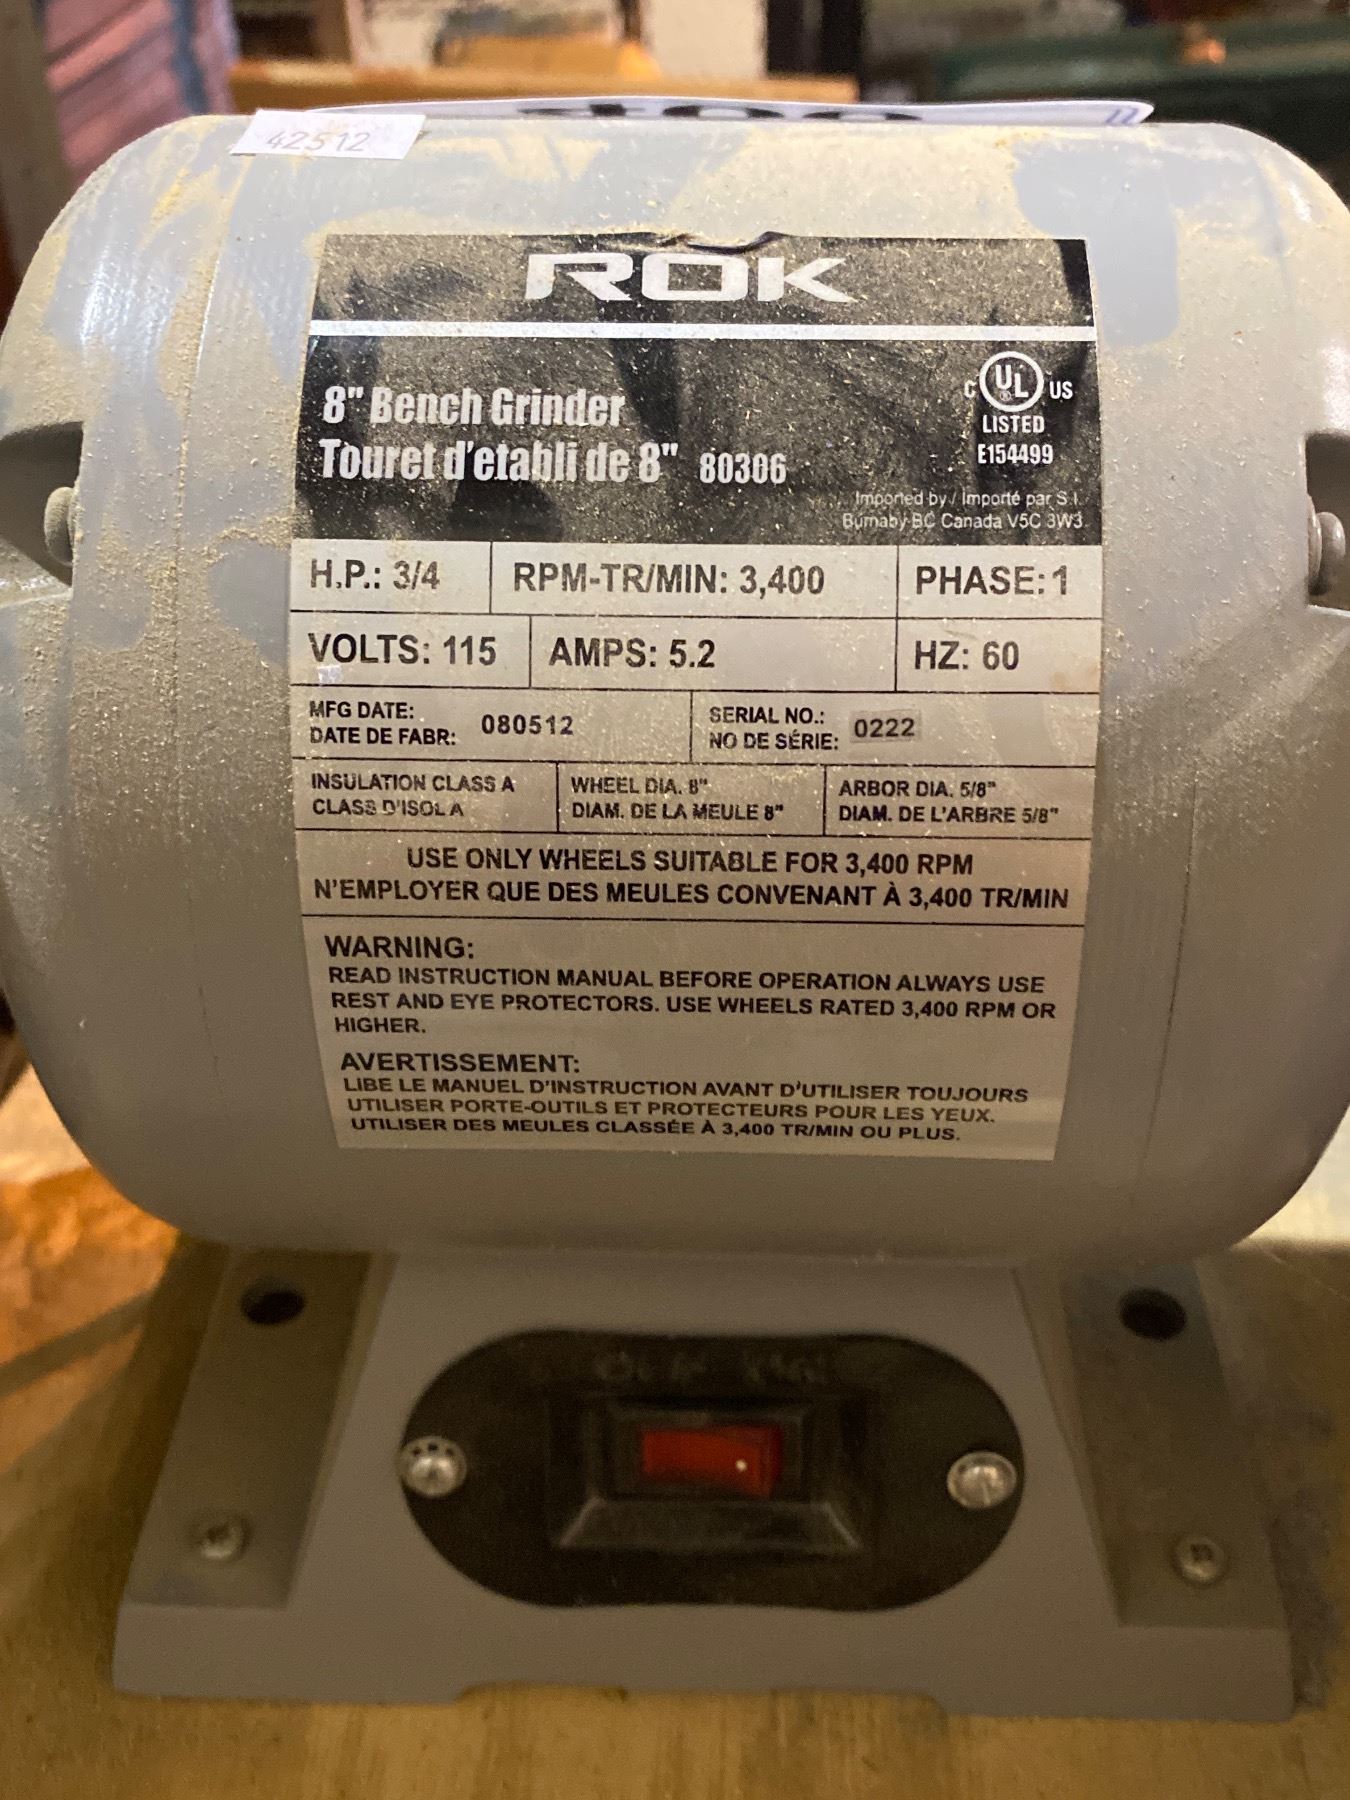 42512
ROK
8" Bench Grinder
Touret d'etabli de 8" 80306
C UL US
LISTED
E154499
Imported by / Importé par S.I.
Burnaby BC Canada V5C 3W3
H.P.: 3/4 RPM-TR/MIN: 3,400 PHASE: 1
VOLTS: 115 AMPS: 5.2 HZ: 60
MFG DATE:
DATE DE FABR: 080512
SERIAL NO.:
NO DE SÉRIE: 0222
INSULATION CLASS A
CLASS D'ISOL A
WHEEL DIA. 8"
DIAM. DE LA MEULE 8"
ARBOR DIA. 5/8"
DIAM. DE L'ARBRE 5/8"
USE ONLY WHEELS SUITABLE FOR 3,400 RPM
N'EMPLOYER QUE DES MEULES CONVENANT À 3,400 TR/MIN
WARNING:
READ INSTRUCTION MANUAL BEFORE OPERATION ALWAYS USE
REST AND EYE PROTECTORS. USE WHEELS RATED 3,400 RPM OR
HIGHER.
AVERTISSEMENT:
LIBE LE MANUEL D'INSTRUCTION AVANT D'UTILISER TOUJOURS
UTILISER PORTE-OUTILS ET PROTECTEURS POUR LES YEUX.
UTILISER DES MEULES CLASSÉE À 3,400 TR/MIN OU PLUS.